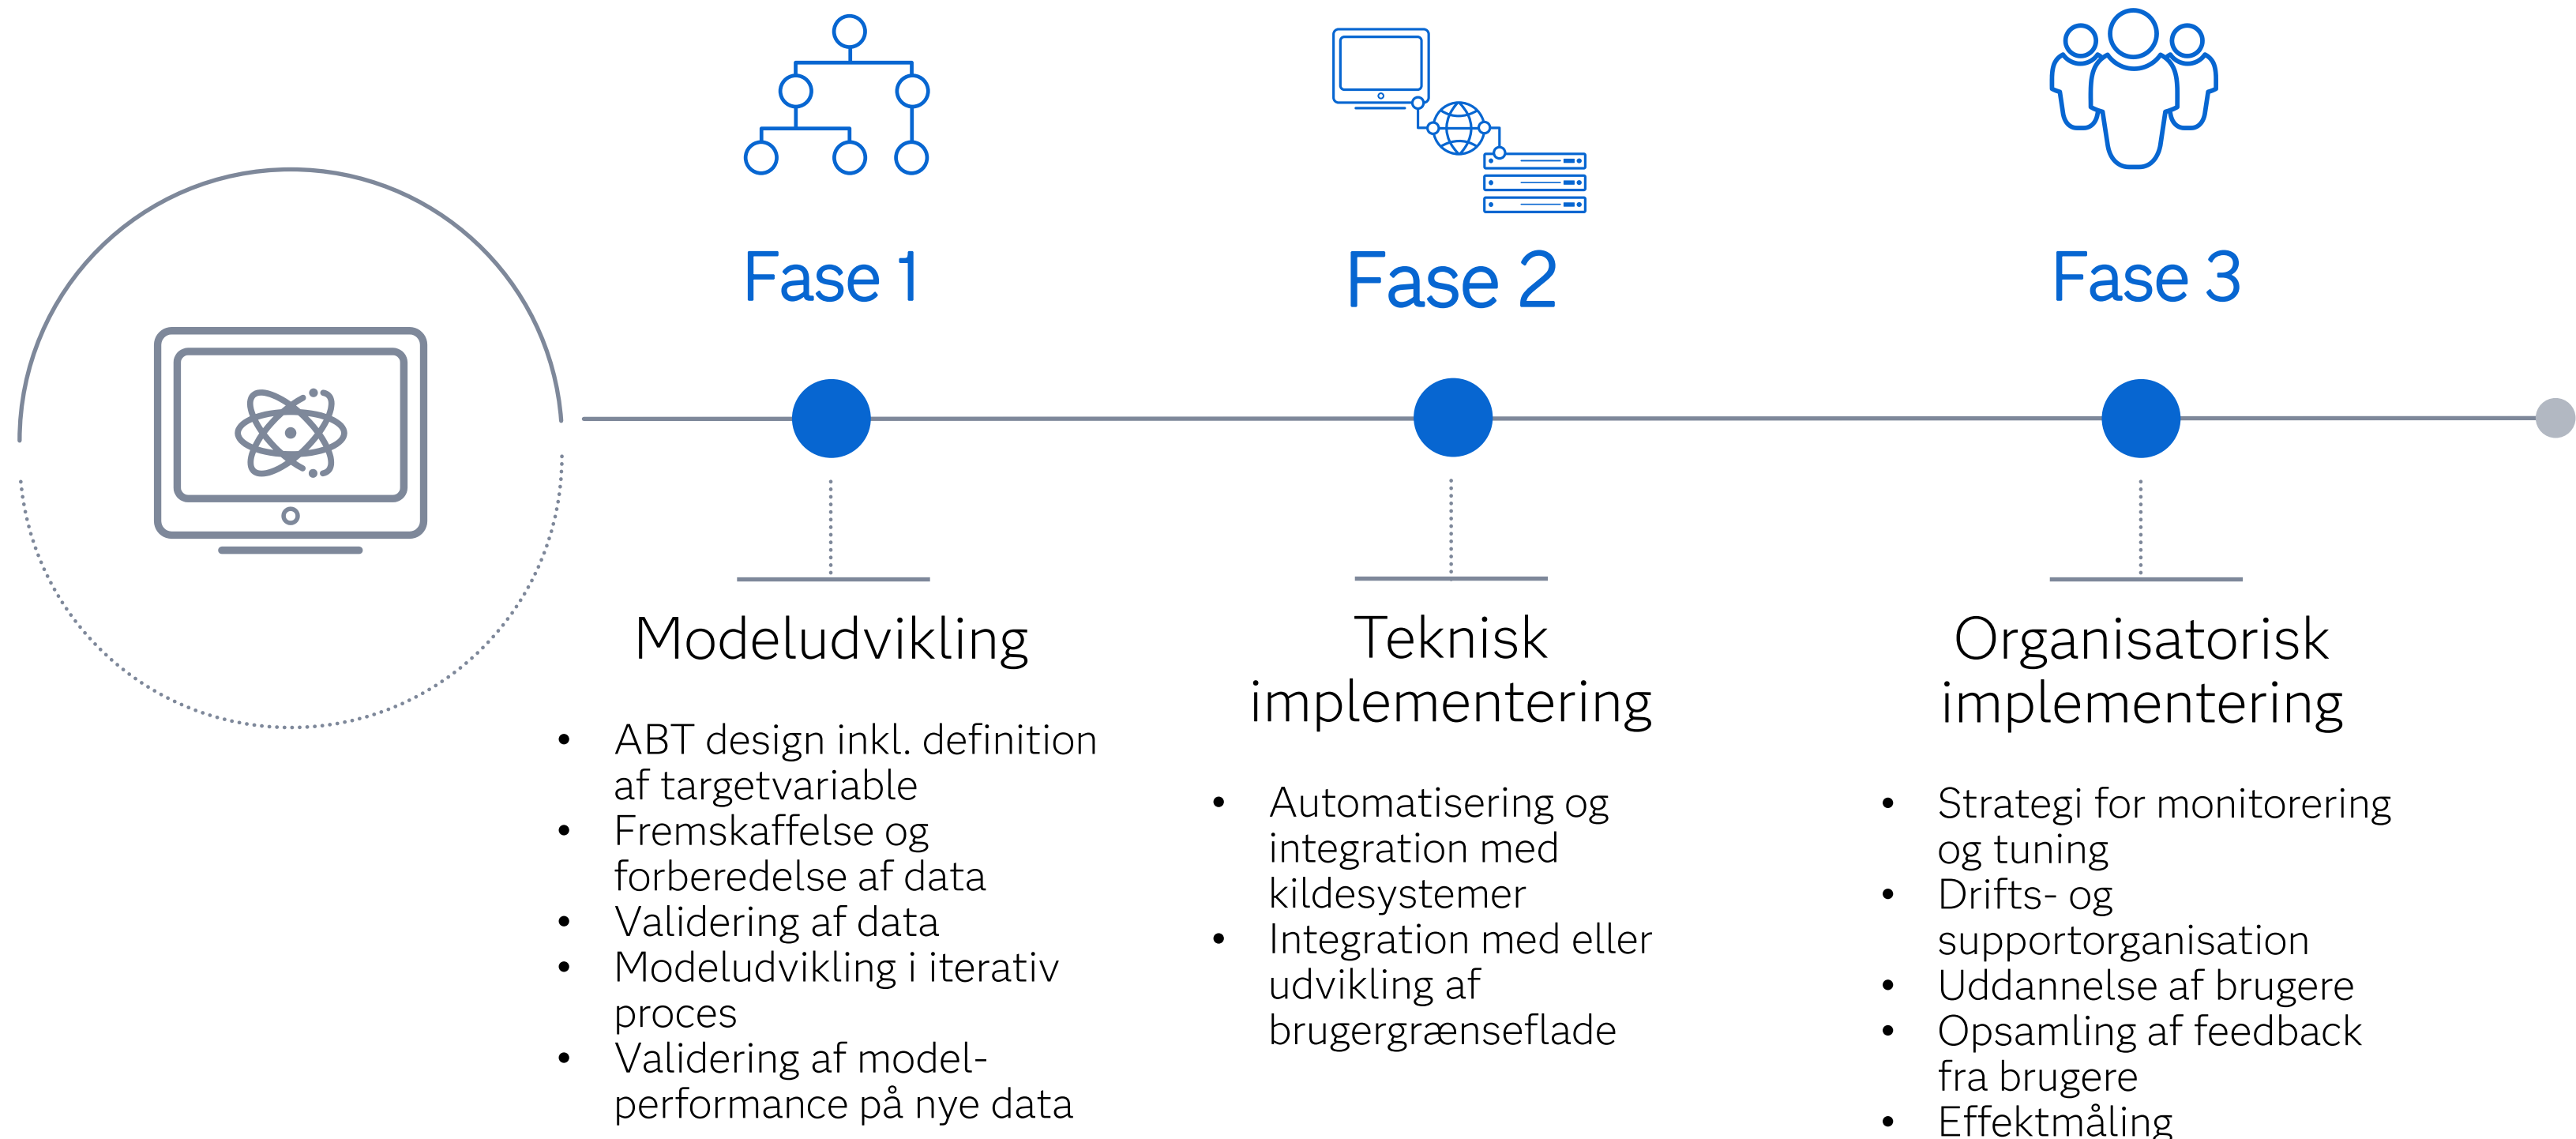 Fase 1
Modeludvikling
• ABT design inkl. definition
af targetvariable
• Fremskaffelse og
forberedelse af data
• Validering af data
• Modeludvikling i iterativ
proces
• Validering af model-
performance på nye data
Fase 2
Teknisk
implementering
• Automatisering og
integration med
kildesystemer
• Integration med eller
udvikling af
brugergrænseflade
Fase 3
Organisatorisk
implementering
• Strategi for monitorering
og tuning
• Drifts- og
supportorganisation
• Uddannelse af brugere
• Opsamling af feedback
fra brugere
• Effektmåling